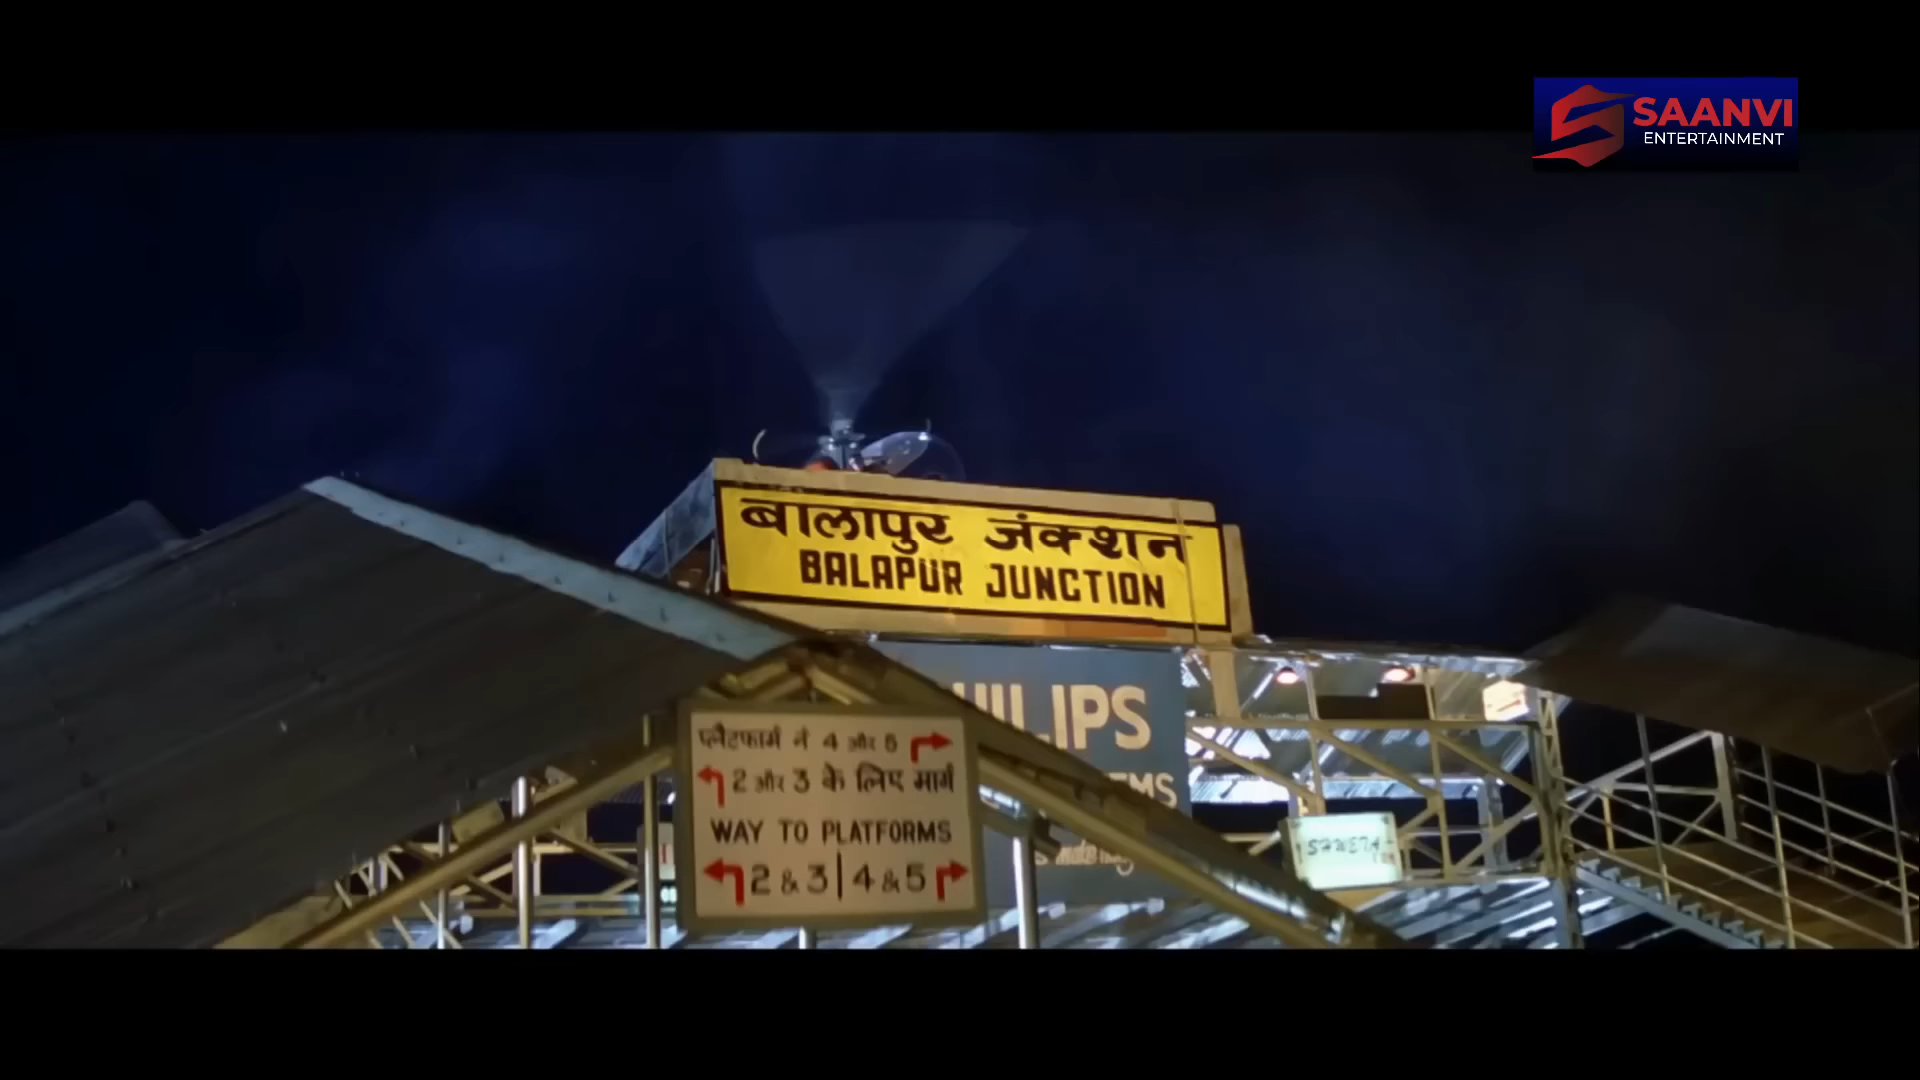 SAANVI
ENTERTAINMENT
बालापुर जंक्शन
BALAPUR JUNCTION
प्लैटफार्म नं 4 और 5
2 और 3 के लिए मार्ग
WAY TO PLATFORMS
2 & 3 | 4 & 5
SHWETA